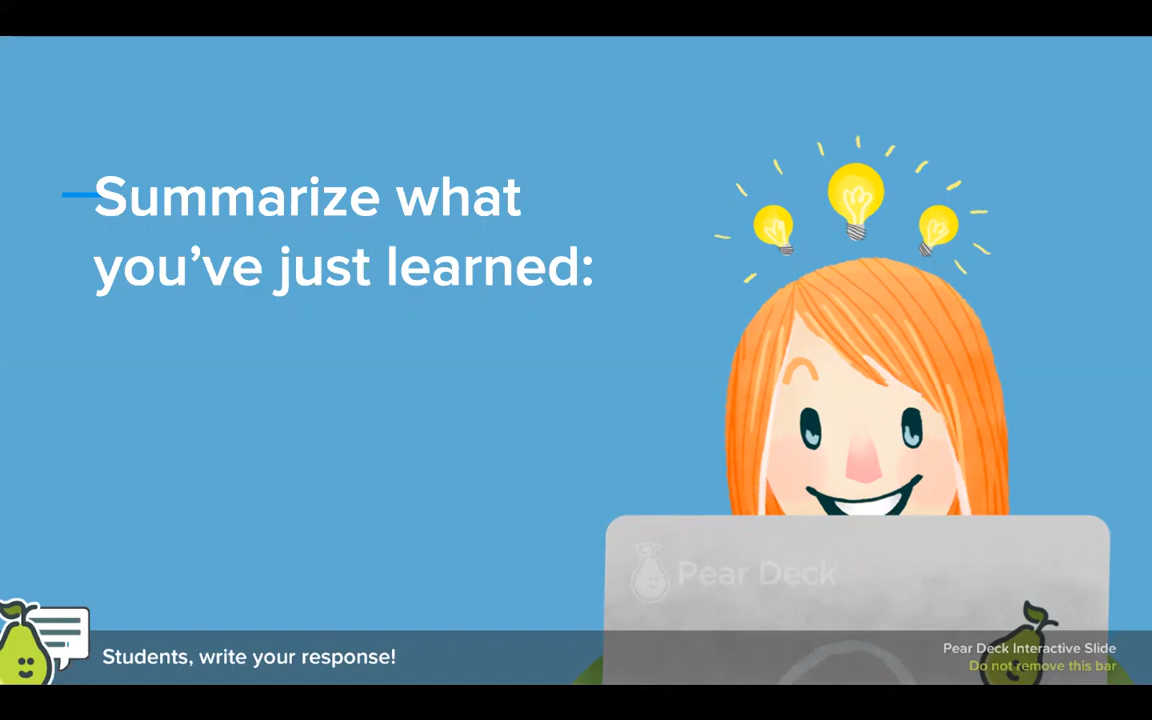 Summarize what
you’ve just learned:
Pear Deck
Students, write your response!
Pear Deck Interactive Slide
Do not remove this bar